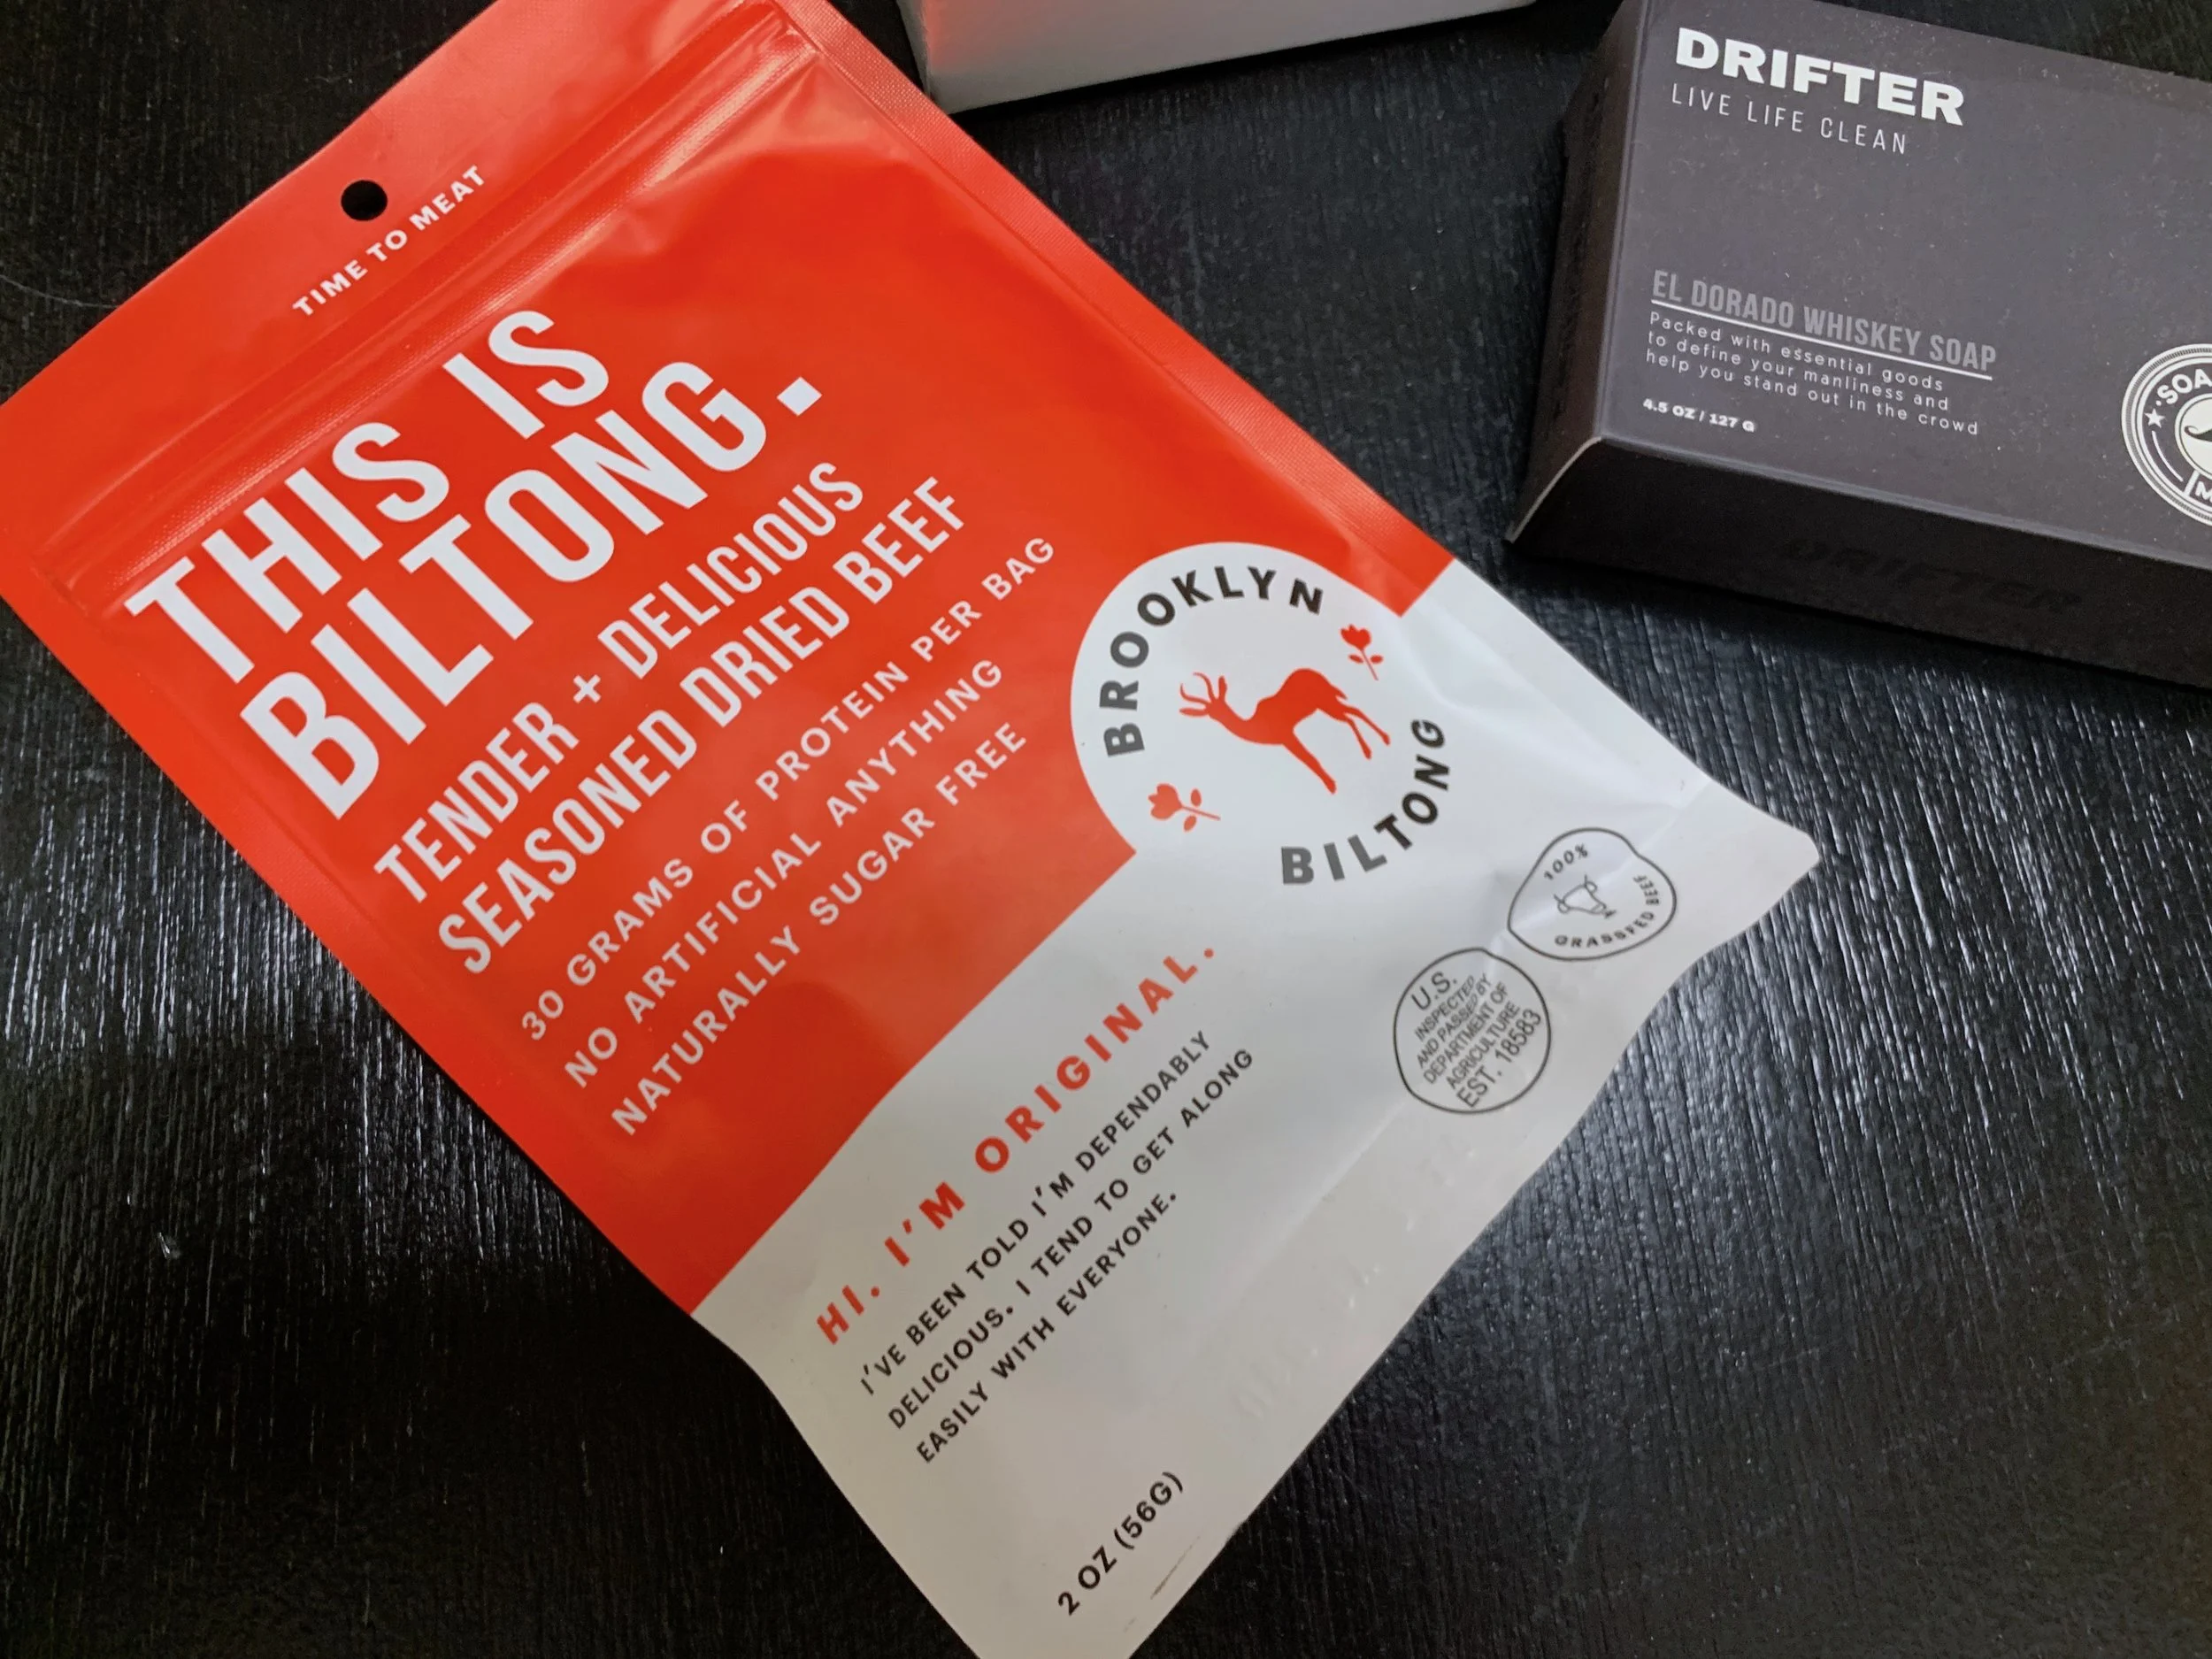 TIME TO MEAT
THIS IS
BILTONG.
TENDER + DELICIOUS
SEASONED DRIED BEEF
30 GRAMS OF PROTEIN PER BAG
NO ARTIFICIAL ANYTHING
NATURALLY SUGAR FREE
BROOKLYN
BILTONG
HI. I'M ORIGINAL.
I'VE BEEN TOLD I'M DEPENDABLY
DELICIOUS. I TEND TO GET ALONG
EASILY WITH EVERYONE.
100%
GRASSFED BEEF
U.S.
INSPECTED
AND PASSED BY
DEPARTMENT OF
AGRICULTURE
EST. 18583
2 OZ (56G)
DRIFTER
LIVE LIFE CLEAN
EL DORADO WHISKEY SOAP
Packed with essential goods
to define your manliness and
help you stand out in the crowd
4.5 OZ / 127 G
DRIFTER